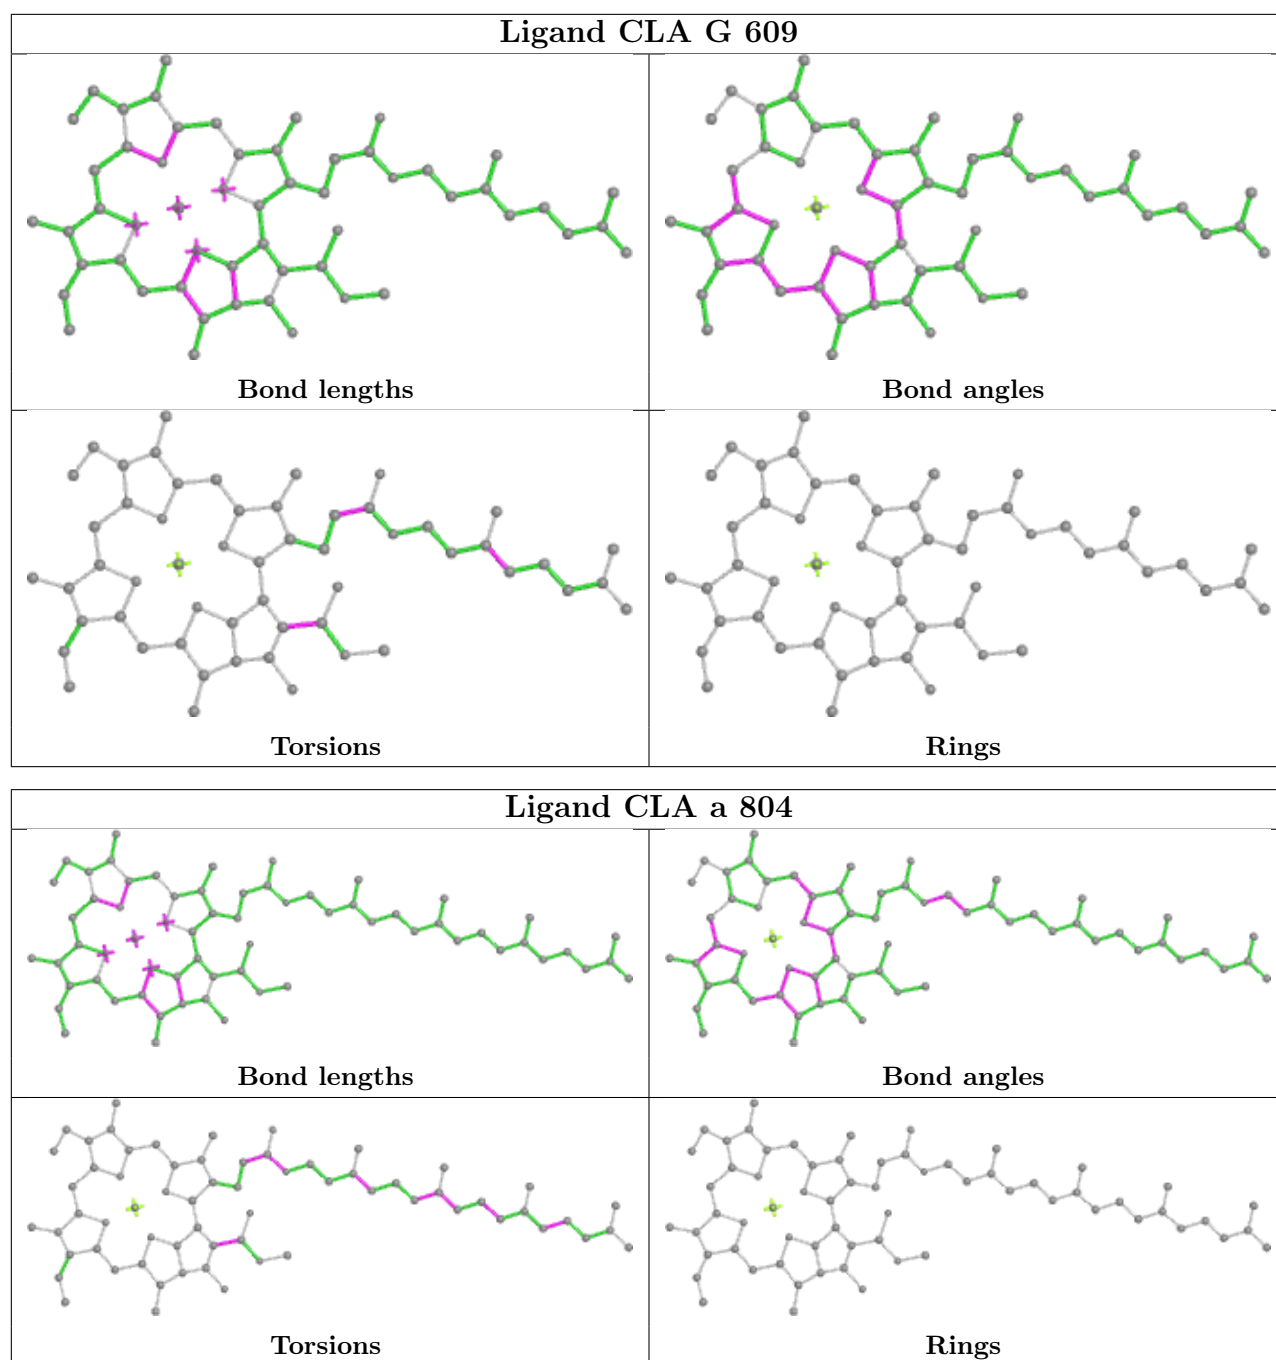 Ligand CLA G 609
Bond lengths
Bond angles
Torsions
Rings
Ligand CLA a 804
Bond lengths
Bond angles
Torsions
Rings